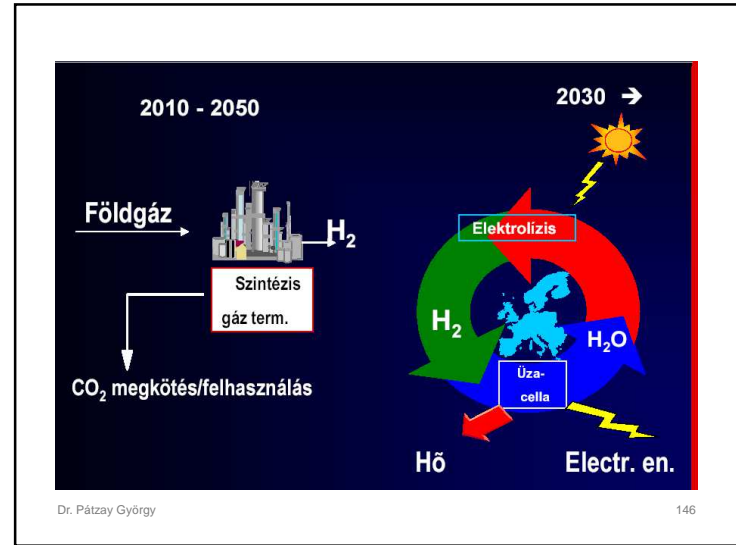 2010 - 2050
Földgáz
H₂
Szintézis
gáz term.
CO₂ megkötés/felhasználás
2030 ➔
Elektrolízis
H₂
H₂O
Üza-
cella
Hõ
Electr. en.
Dr. Pátzay György
146